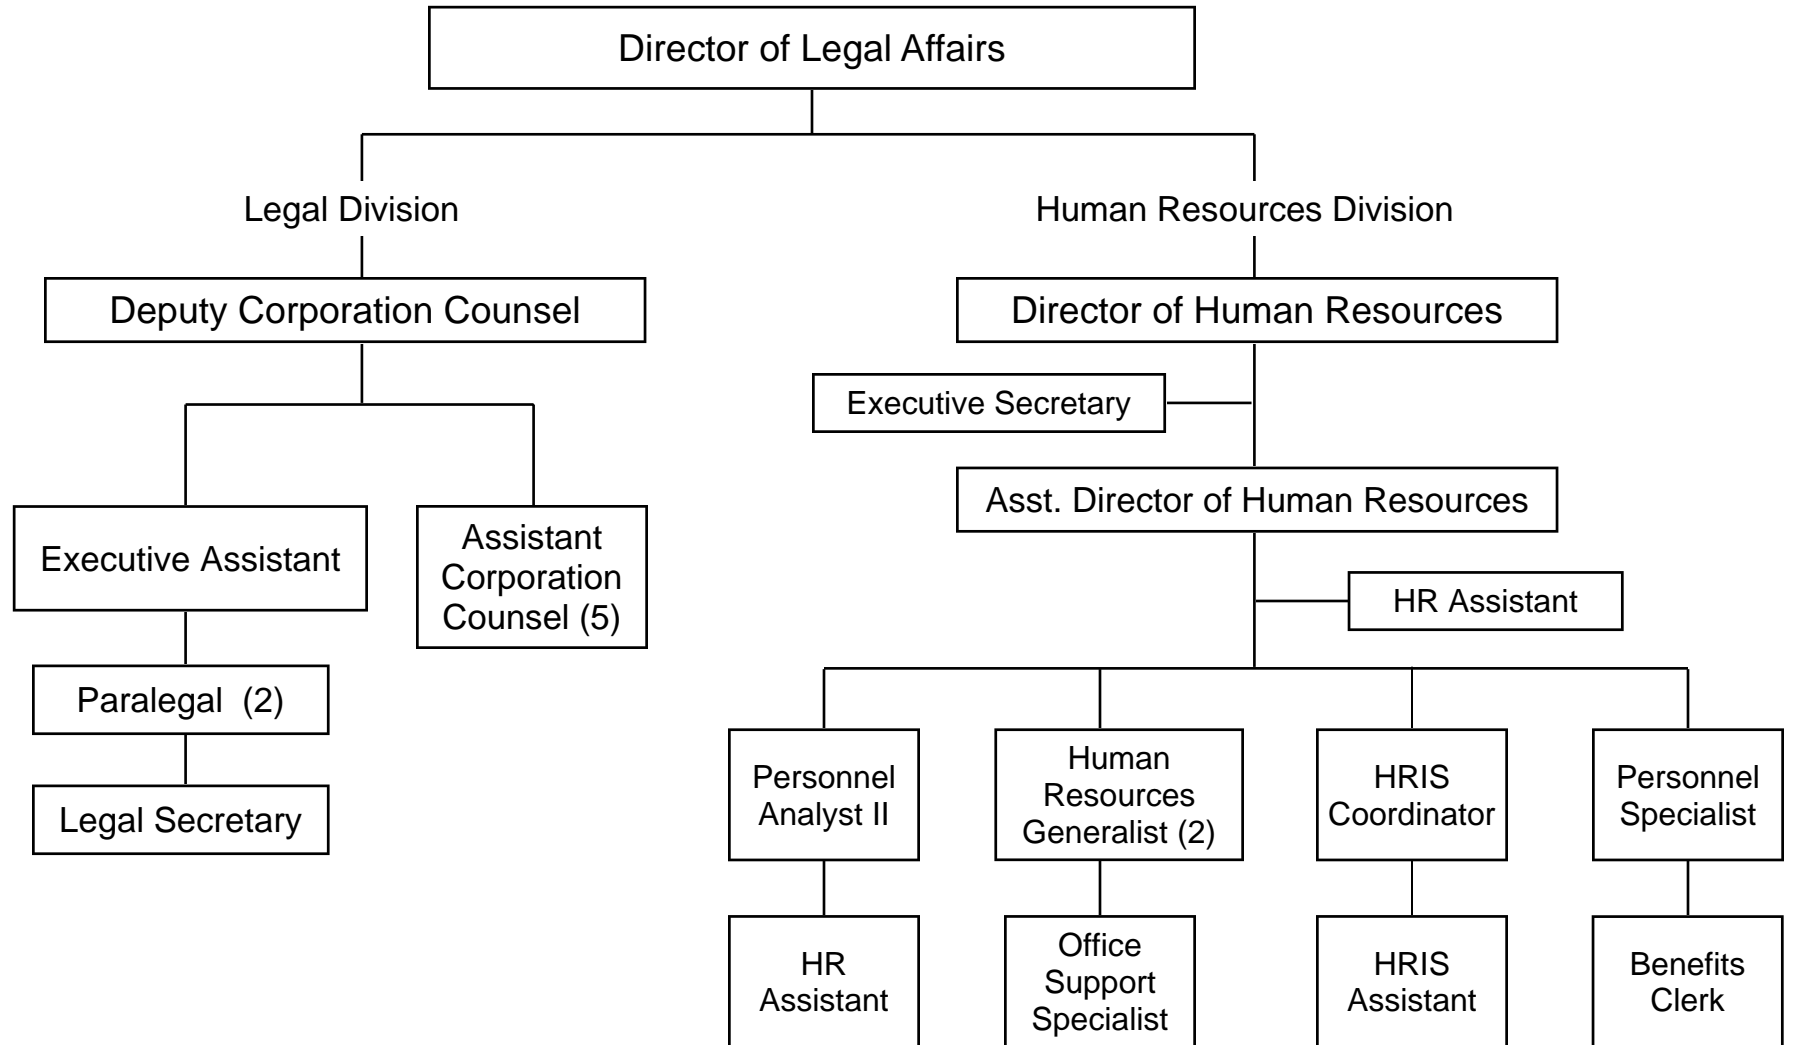 Director of Legal Affairs
Legal Division
Human Resources Division
Deputy Corporation Counsel
Director of Human Resources
Executive Secretary
Asst. Director of Human Resources
Executive Assistant
Assistant
Corporation
Counsel (5)
HR Assistant
Paralegal  (2)
Legal Secretary
Personnel
Analyst II
Human
Resources
Generalist (2)
HRIS
Coordinator
Personnel
Specialist
HR
Assistant
Office
Support
Specialist
HRIS
Assistant
Benefits
Clerk